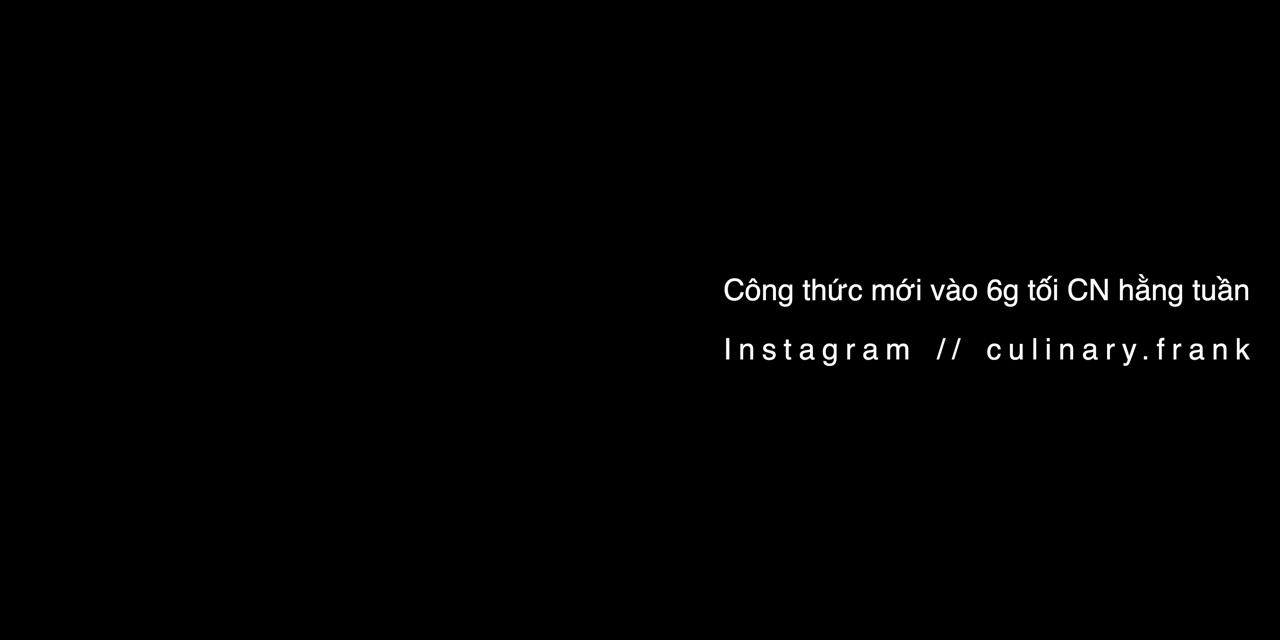 Công thức mới vào 6g tối CN hằng tuần
Instagram // culinary.frank